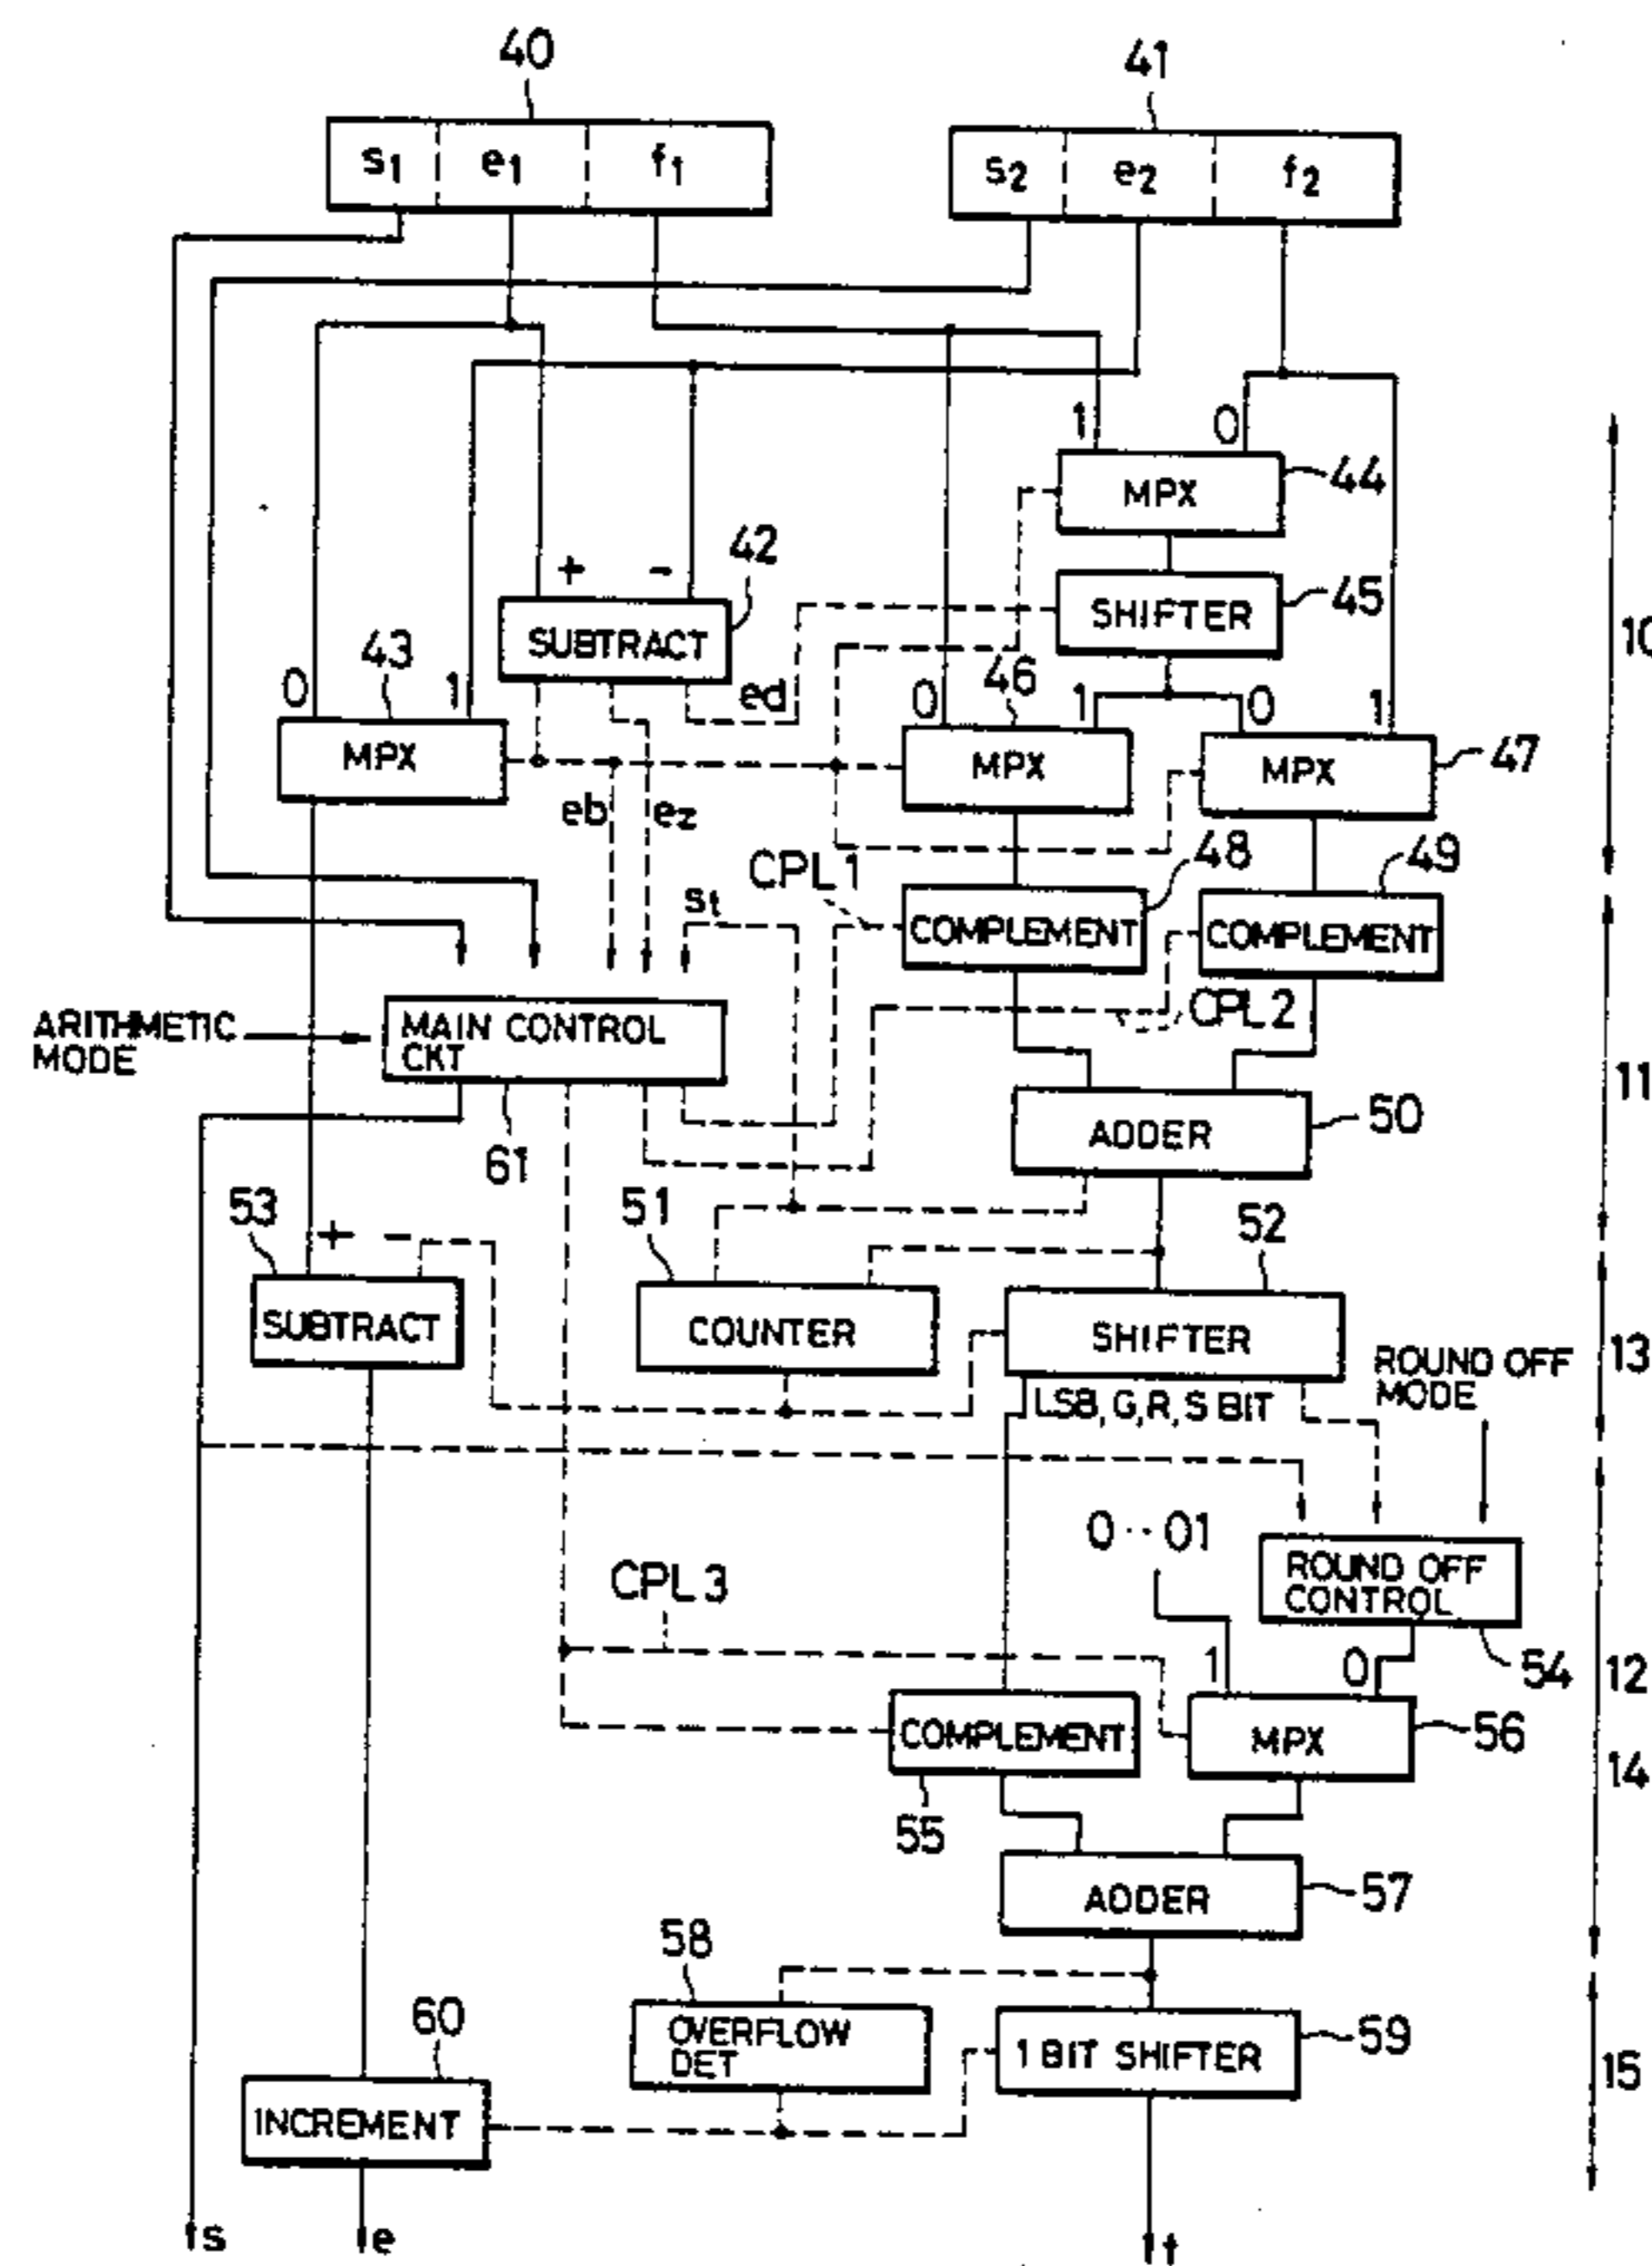 40
41
s1 e1 f1
s2 e2 f2
1 0
MPX
44
+ -
42
SHIFTER
45
SUBTRACT
43
0 1
ed
0
46
1 0 1
MPX
MPX
MPX
47
eb ez
CPL1
48
49
st
COMPLEMENT
COMPLEMENT
CPL2
ARITHMETIC
MODE
MAIN CONTROL
CKT
61
ADDER
50
53
+ -
51
52
SUBTRACT
COUNTER
SHIFTER
ROUND OFF
MODE
LSB, G, R, S BIT
0--01
ROUND OFF
CONTROL
CPL3
1 0
54
COMPLEMENT
MPX
56
55
ADDER
57
58
60
OVERFLOW
DET
1 BIT SHIFTER
59
INCREMENT
s e f
10
11
13
12
14
15